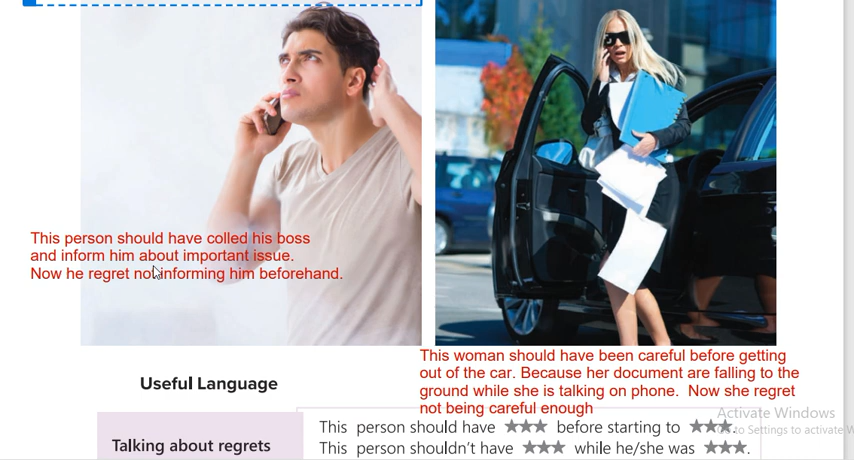 This person should have colled his boss
and inform him about important issue.
Now he regret not informing him beforehand.
This woman should have been careful before getting
out of the car. Because her document are falling to the
ground while she is talking on phone.  Now she regret
not being careful enough
Useful Language
Talking about regrets
This person should have ★★★ before starting to ★★★.
This person shouldn't have ★★★ while he/she was ★★★.
Activate Windows
to Settings to activate W